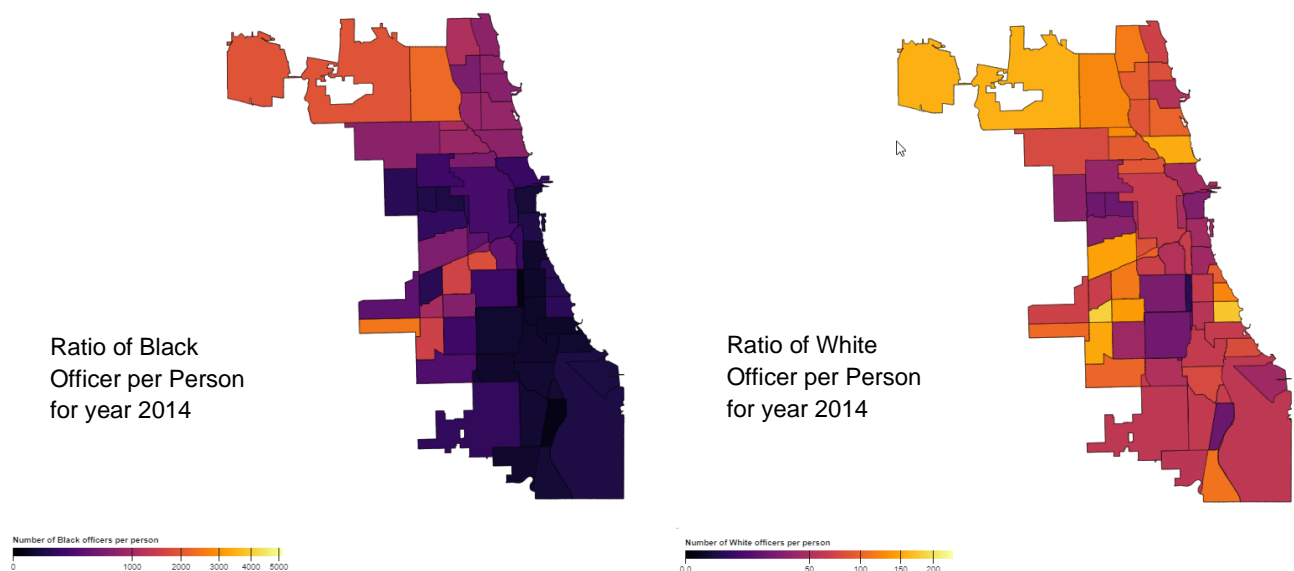 Ratio of Black
Officer per Person
for year 2014
Ratio of White
Officer per Person
for year 2014
Number of Black officers per person
0 1000 2000 3000 4000 5000
Number of White officers per person
0.0 50 100 150 200